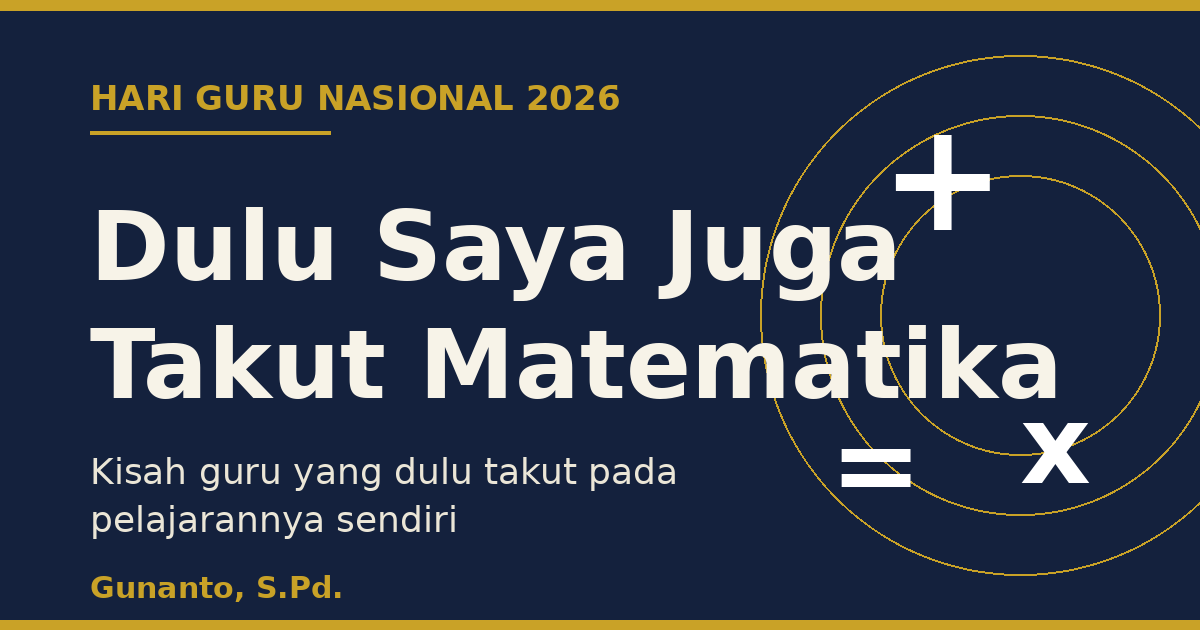 HARI GURU NASIONAL 2026
Dulu Saya Juga
+
Takut Matematika
= x
Kisah guru yang dulu takut pada
pelajarannya sendiri
Gunanto, S.Pd.